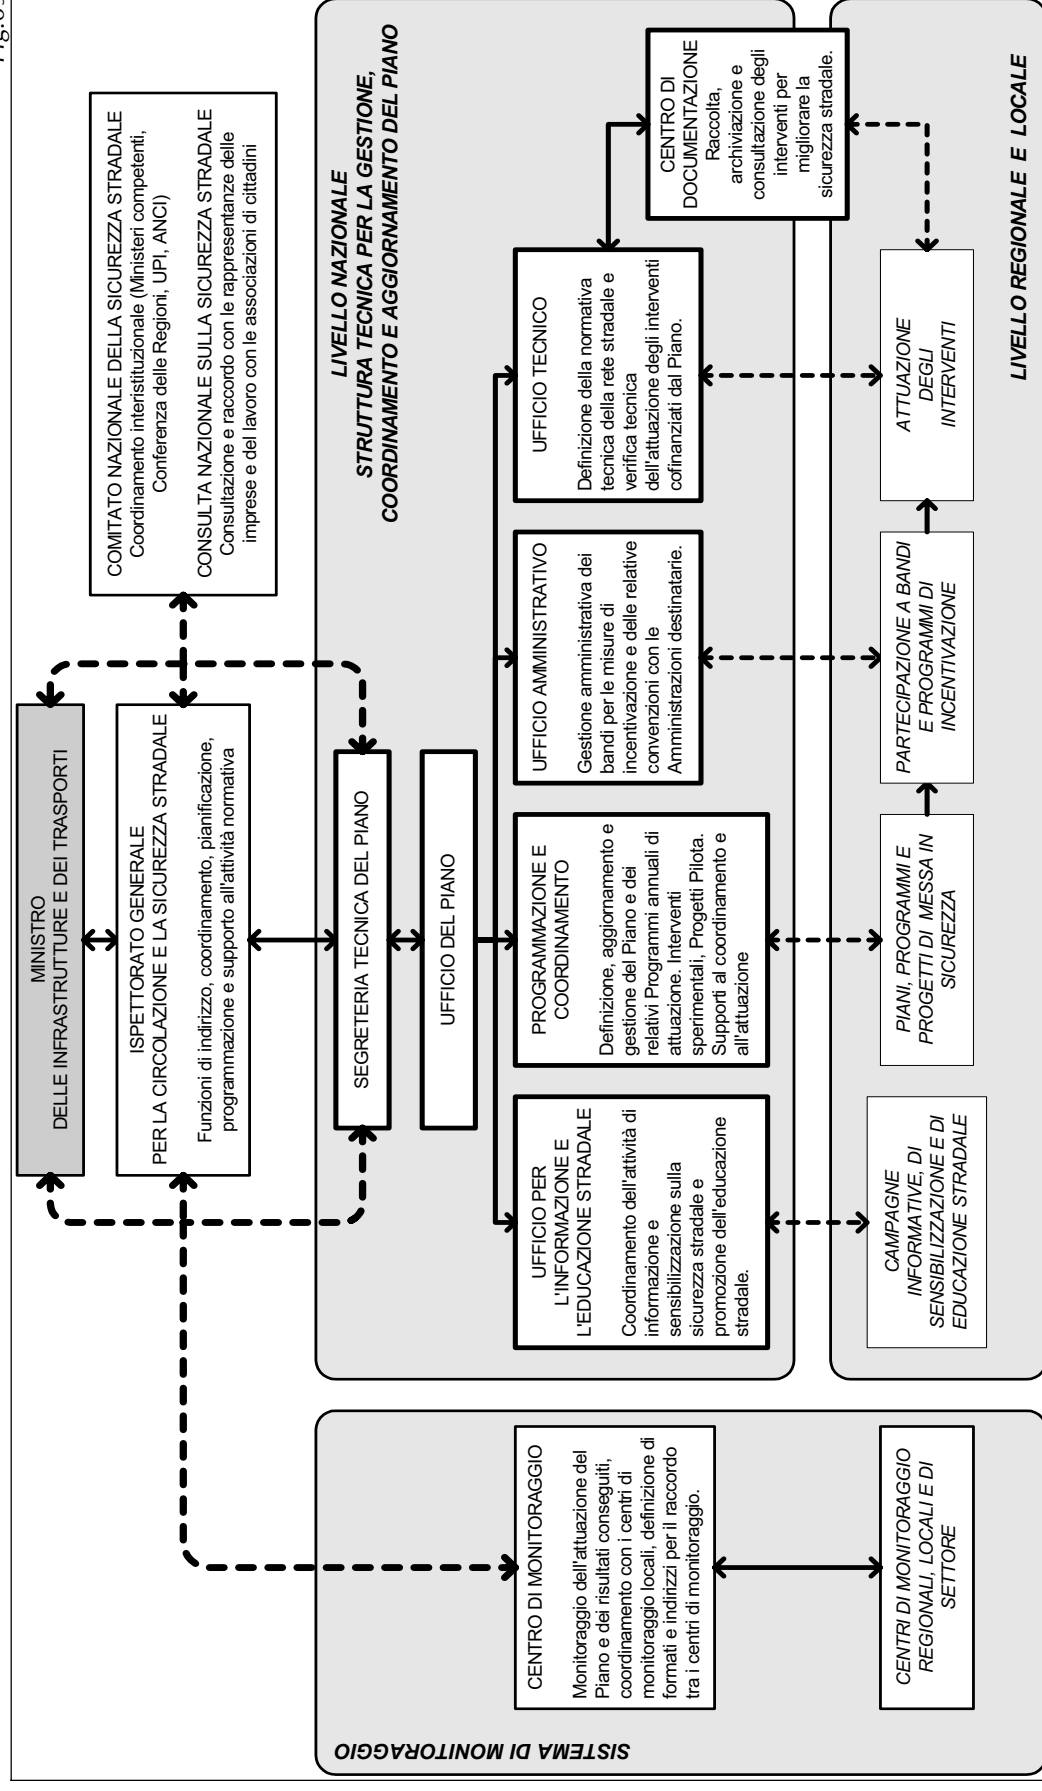 MINISTRO
DELLE INFRASTRUTTURE E DEI TRASPORTI
ISPETTORATO GENERALE
PER LA CIRCOLAZIONE E LA SICUREZZA STRADALE
Funzioni di indirizzo, coordinamento, pianificazione,
programmazione e supporto all'attività normativa
COMITATO NAZIONALE DELLA SICUREZZA STRADALE
Coordinamento interistituzionale (Ministeri competenti,
Conferenza delle Regioni, UPI, ANCI)
CONSULTA NAZIONALE SULLA SICUREZZA STRADALE
Consultazione e raccordo con le rappresentanze delle
imprese e del lavoro con le associazioni di cittadini
LIVELLO NAZIONALE
STRUTTURA TECNICA PER LA GESTIONE,
COORDINAMENTO E AGGIORNAMENTO DEL PIANO
SEGRETERIA TECNICA DEL PIANO
UFFICIO DEL PIANO
SISTEMA DI MONITORAGGIO
CENTRO DI MONITORAGGIO
Monitoraggio dell'attuazione del
Piano e dei risultati conseguiti,
coordinamento con i centri di
monitoraggio locali, definizione di
formati e indirizzi per il raccordo
tra i centri di monitoraggio.
UFFICIO PER
L'INFORMAZIONE E
L'EDUCAZIONE STRADALE
Coordinamento dell'attività di
informazione e
sensibilizzazione sulla
sicurezza stradale e
promozione dell'educazione
stradale.
PROGRAMMAZIONE E
COORDINAMENTO
Definizione, aggiornamento e
gestione del Piano e dei
relativi Programmi annuali di
attuazione. Interventi
sperimentali, Progetti Pilota.
Supporti al coordinamento e
all'attuazione
UFFICIO AMMINISTRATIVO
Gestione amministrativa dei
bandi per le misure di
incentivazione e delle relative
convenzioni con le
Amministrazioni destinatarie.
UFFICIO TECNICO
Definizione della normativa
tecnica della rete stradale e
verifica tecnica
dell'attuazione degli interventi
cofinanziati dal Piano.
CENTRO DI
DOCUMENTAZIONE
Raccolta,
archiviazione e
consultazione degli
interventi per
migliorare la
sicurezza stradale.
CENTRI DI MONITORAGGIO
REGIONALI, LOCALI E DI
SETTORE
CAMPAGNE
INFORMATIVE, DI
SENSIBILIZZAZIONE E DI
EDUCAZIONE STRADALE
PIANI, PROGRAMMI E
PROGETTI DI MESSA IN
SICUREZZA
PARTECIPAZIONE A BANDI
E PROGRAMMI DI
INCENTIVAZIONE
ATTUAZIONE
DEGLI
INTERVENTI
LIVELLO REGIONALE E LOCALE